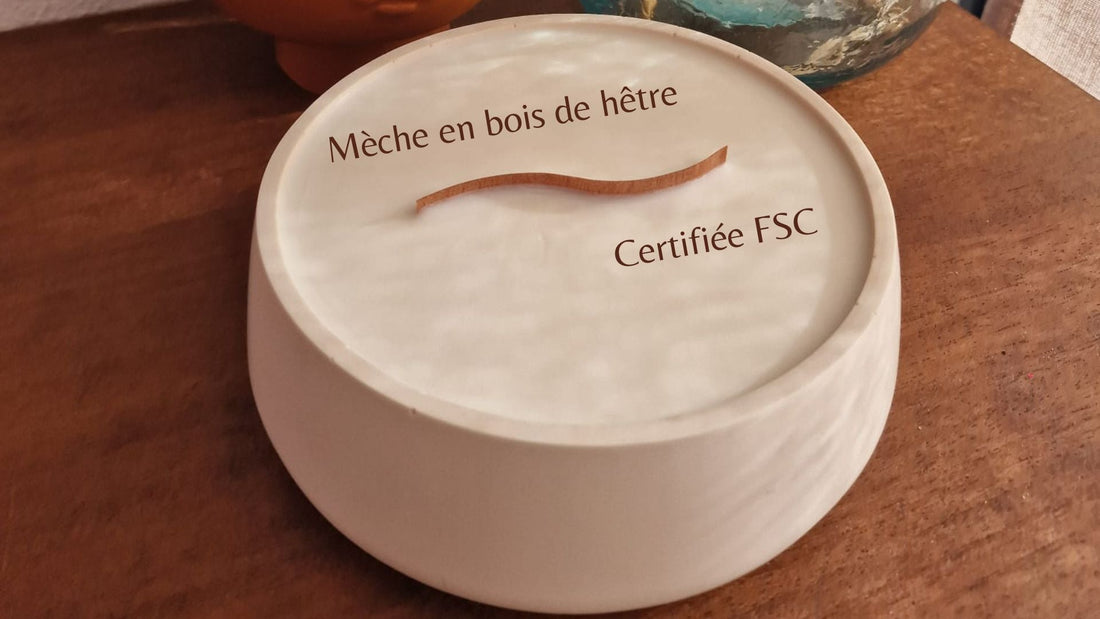 Mèche en bois de hêtre
Certifiée FSC